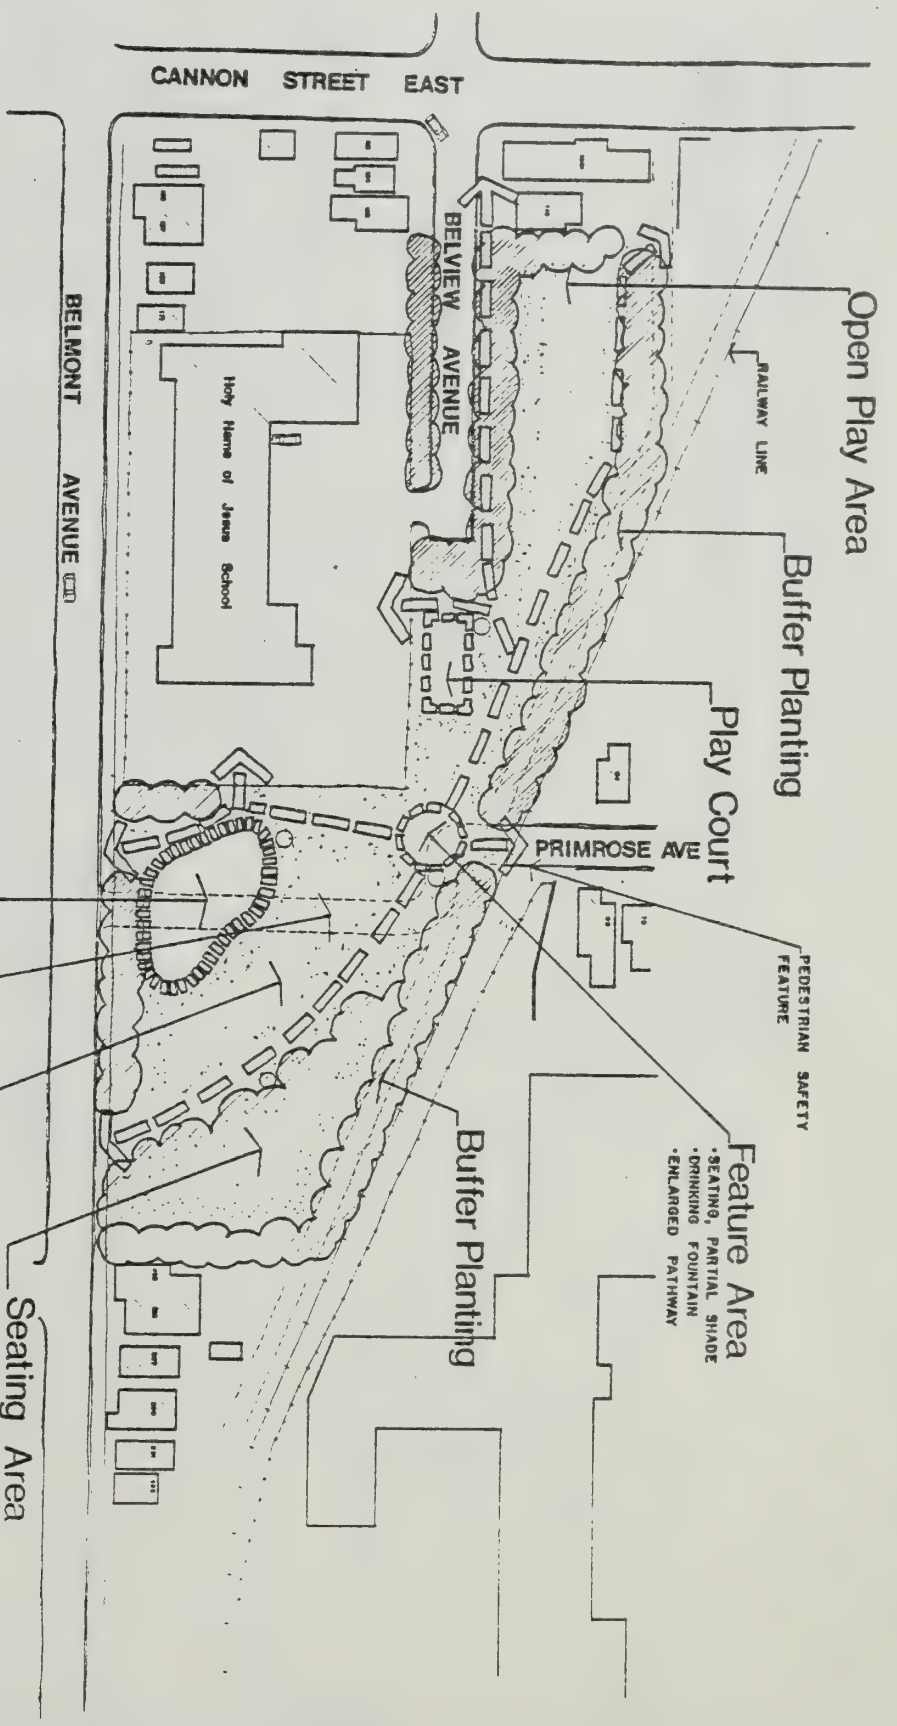 CANNON STREET EAST
BELVIEW AVENUE
BELMONT AVENUE
Holy Name of Jesus School
Open Play Area
RAILWAY LINE
Buffer Planting
Play Court
PRIMROSE AVE
PEDESTRIAN SAFETY
FEATURE
Feature Area
•SEATING, PARTIAL SHADE
•DRINKING FOUNTAIN
•ENLARGED PATHWAY
Buffer Planting
Seating Area